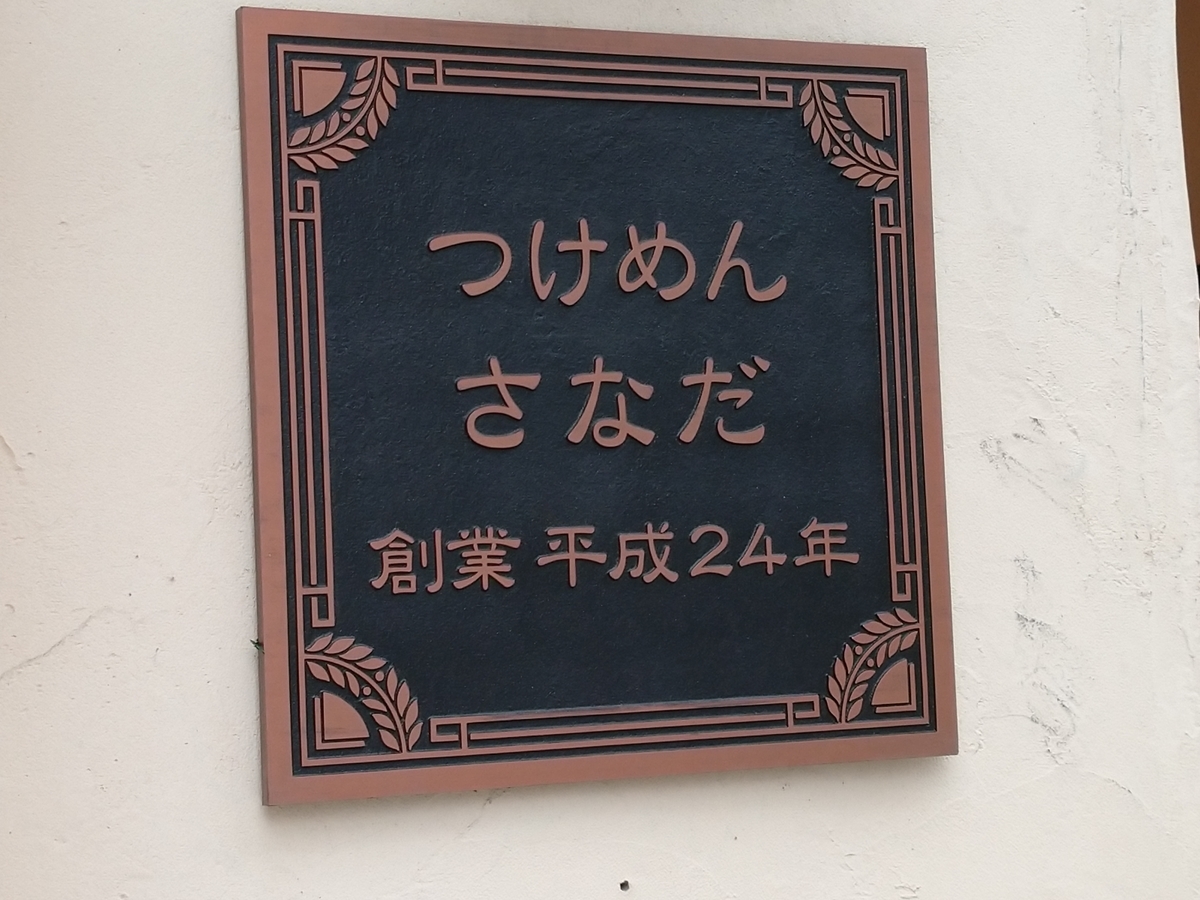 つけめん
さなだ
創業 平成24年